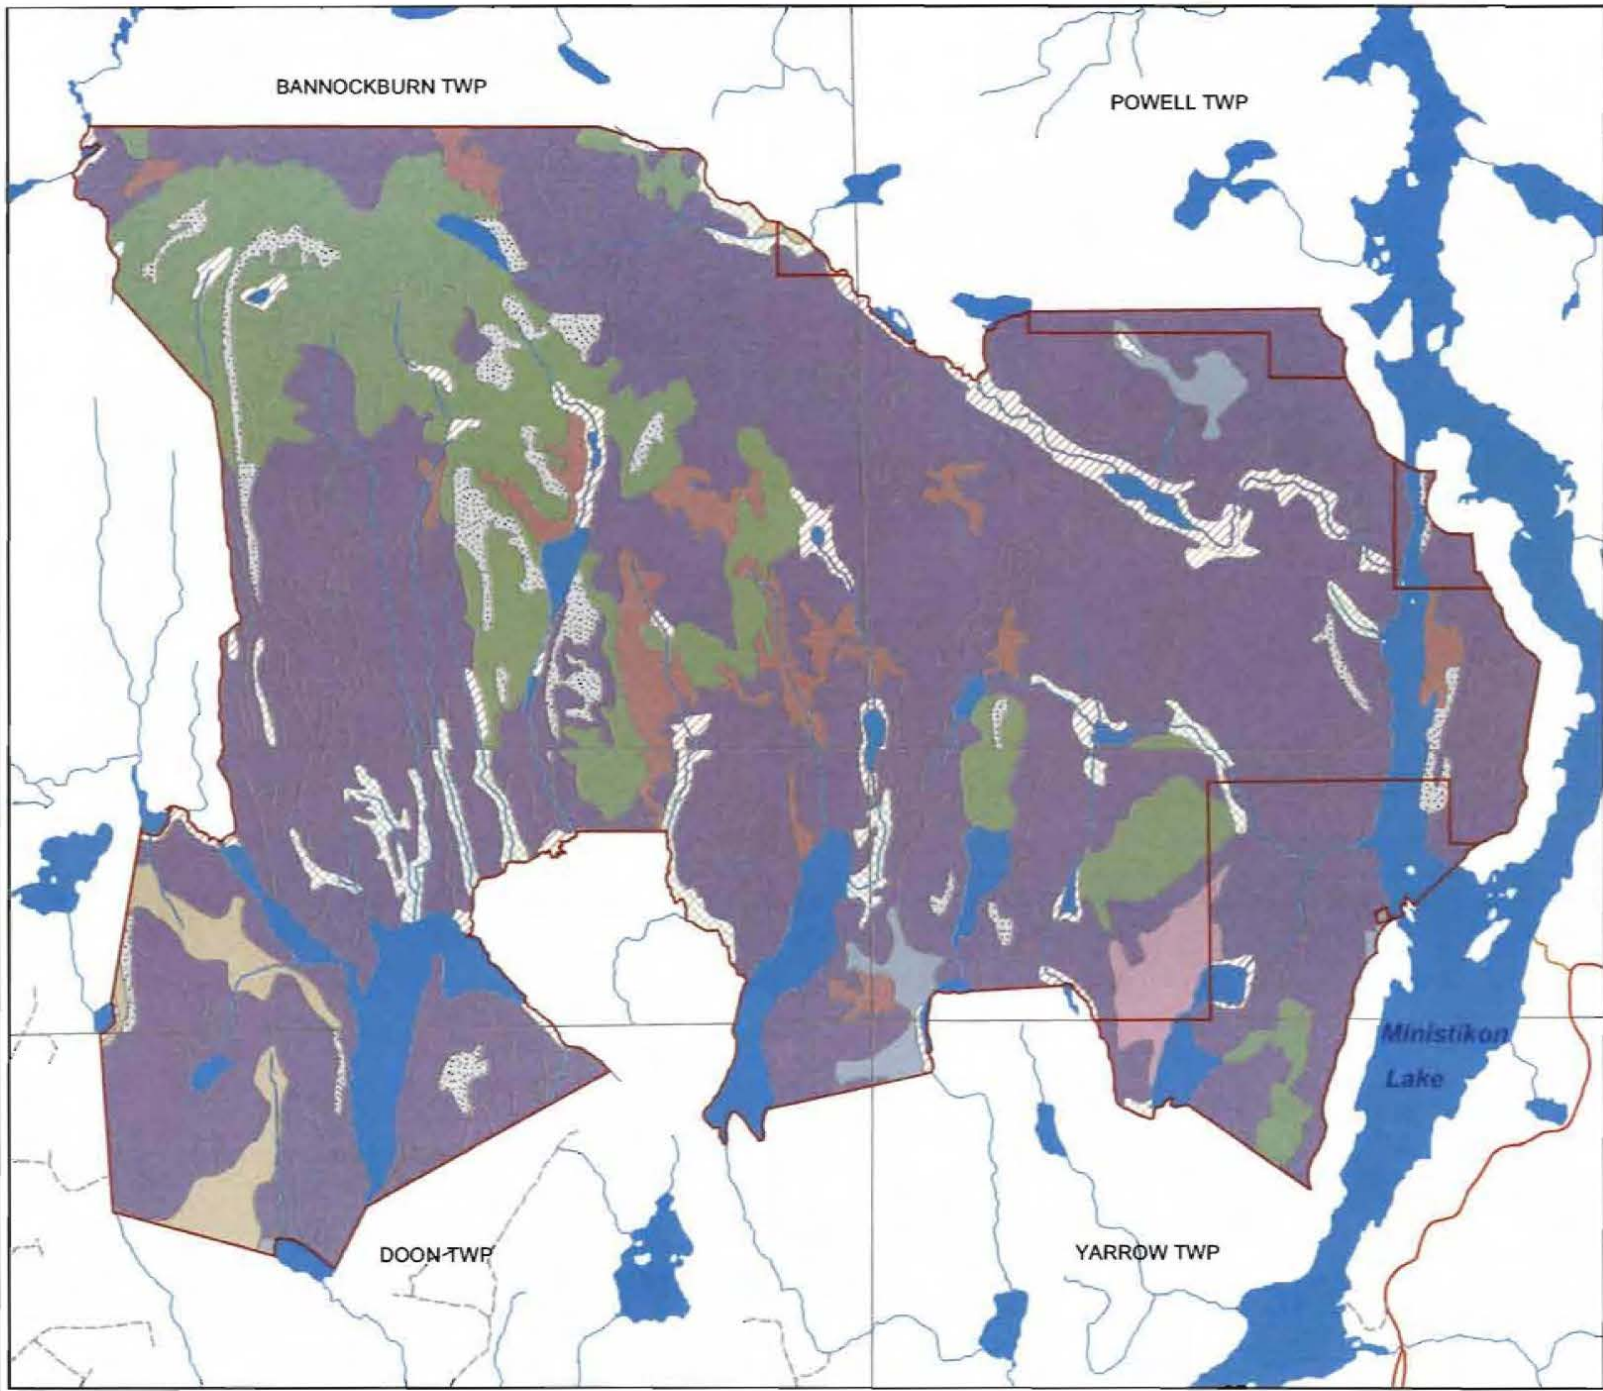 BANNOCKBURN TWP
POWELL TWP
Ministikon
Lake
DOON TWP
YARROW TWP